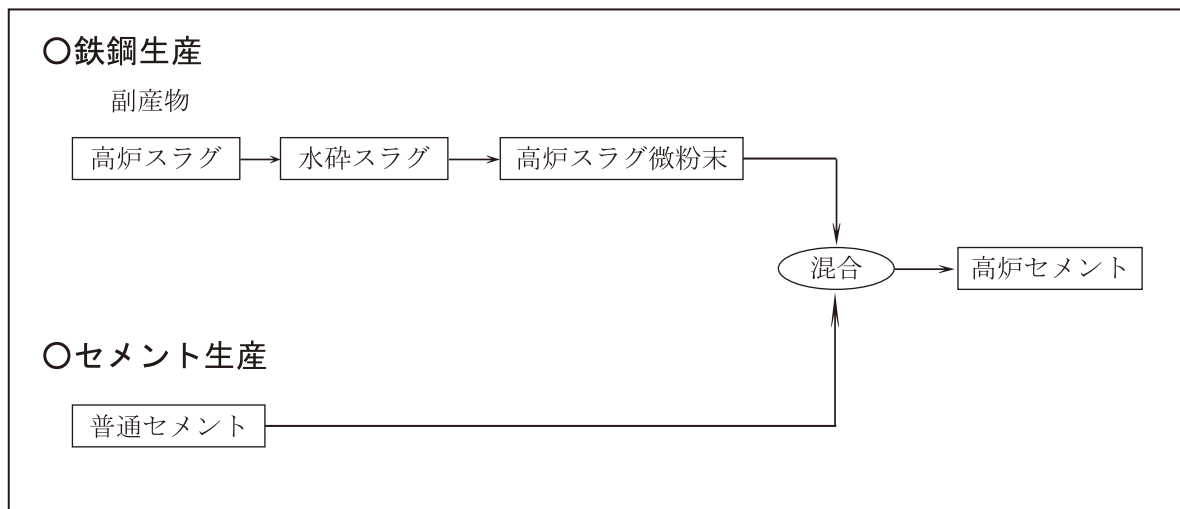 〇鉄鋼生産
副産物
高炉スラグ
水砕スラグ
高炉スラグ微粉末
混合
高炉セメント
〇セメント生産
普通セメント